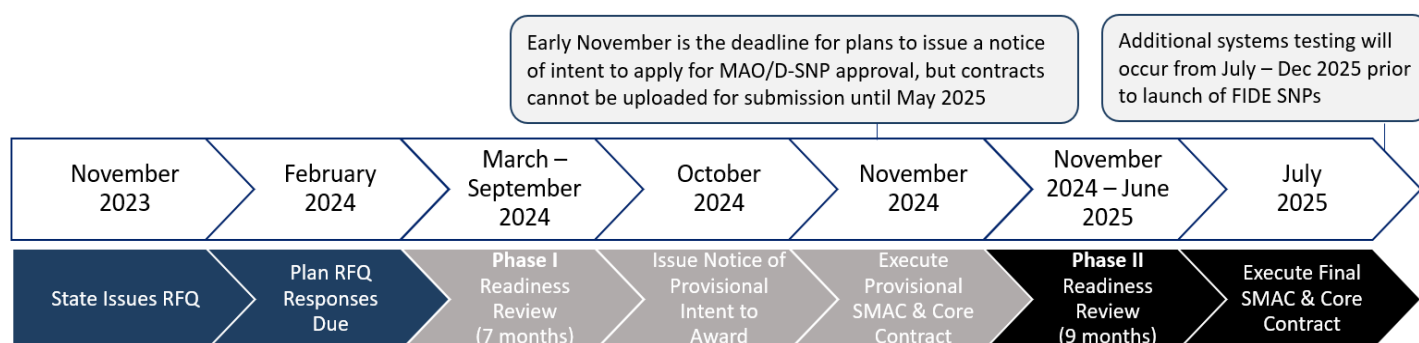 Early November is the deadline for plans to issue a notice
of intent to apply for MAO/D-SNP approval, but contracts
cannot be uploaded for submission until May 2025
Additional systems testing will
occur from July – Dec 2025 prior
to launch of FIDE SNPs
November
2023
February
2024
March –
September
2024
October
2024
November
2024
November
2024 – June
2025
July
2025
State Issues RFQ
Plan RFQ
Responses
Due
Phase I
Readiness
Review
(7 months)
Issue Notice of
Provisional
Intent to
Award
Execute
Provisional
SMAC & Core
Contract
Phase II
Readiness
Review
(9 months)
Execute Final
SMAC & Core
Contract